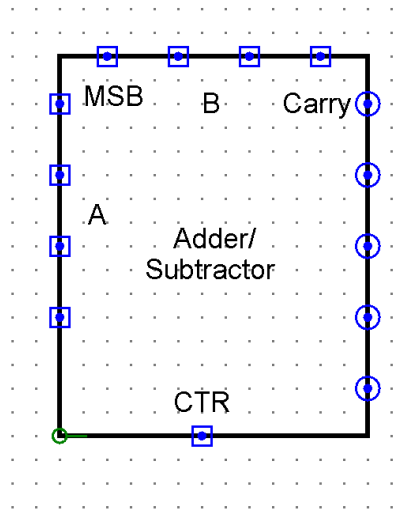 MSB
B
Carry
A
Adder/
Subtractor
CTR